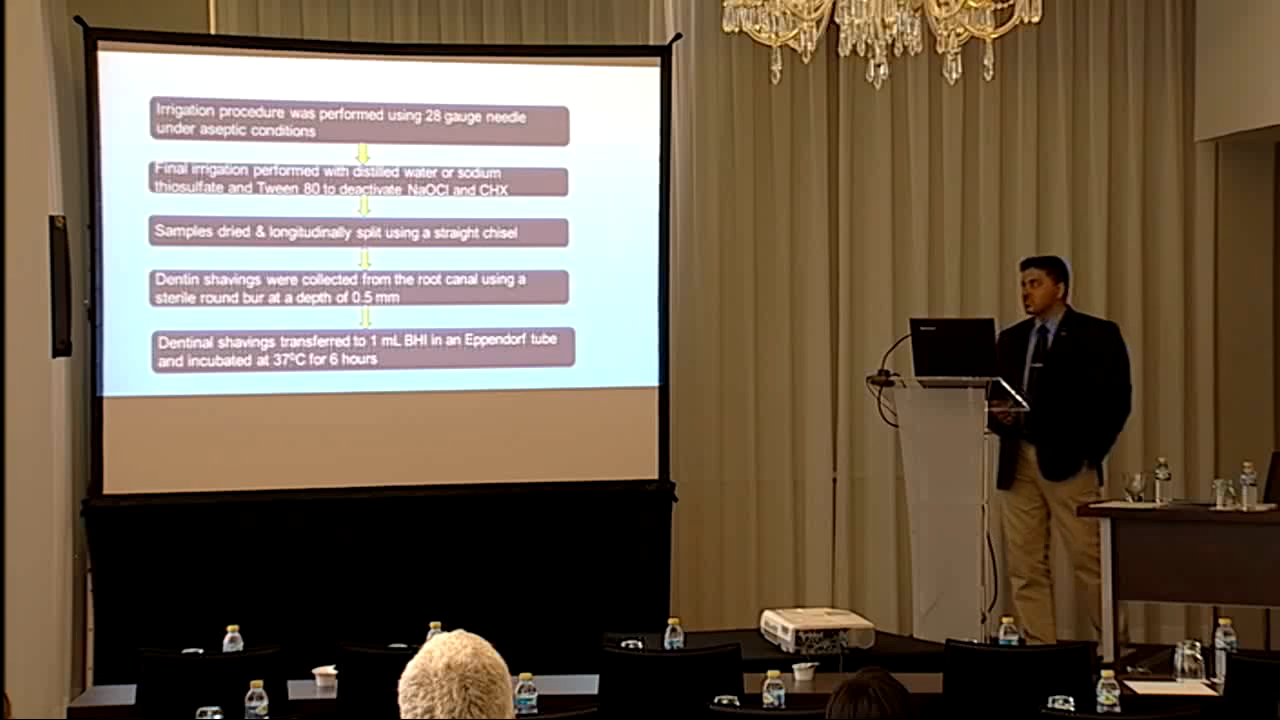 Irrigation procedure was performed using 28 gauge needle
under aseptic conditions
Final irrigation performed with distilled water or sodium
thiosulfate and Tween 80 to deactivate NaOCl and CHX
Samples dried & longitudinally split using a straight chisel
Dentin shavings were collected from the root canal using a
sterile round bur at a depth of 0.5 mm
Dentinal shavings transferred to 1 mL BHI in an Eppendorf tube
and incubated at 37⁰C for 6 hours